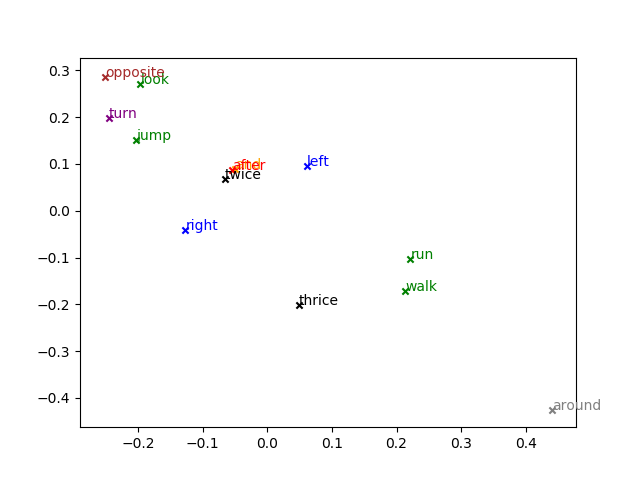 0.3
0.2
0.1
0.0
−0.1
−0.2
−0.3
−0.4
opposite
look
turn
jump
after
twice
left
right
run
walk
thrice
around
−0.2
−0.1
0.0
0.1
0.2
0.3
0.4